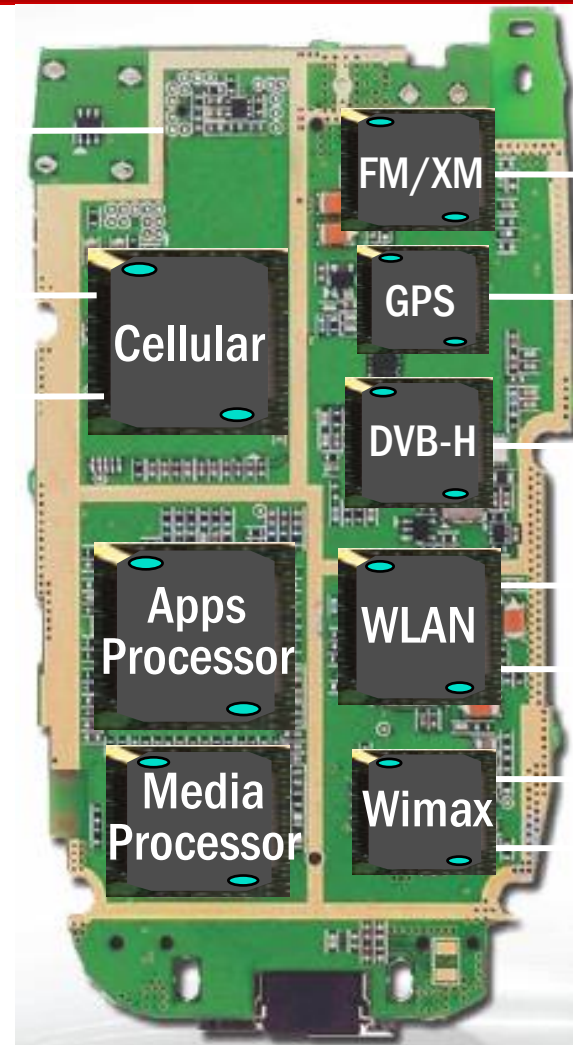 FM/XM
GPS
Cellular
DVB-H
Apps
Processor
WLAN
Media
Processor
Wimax